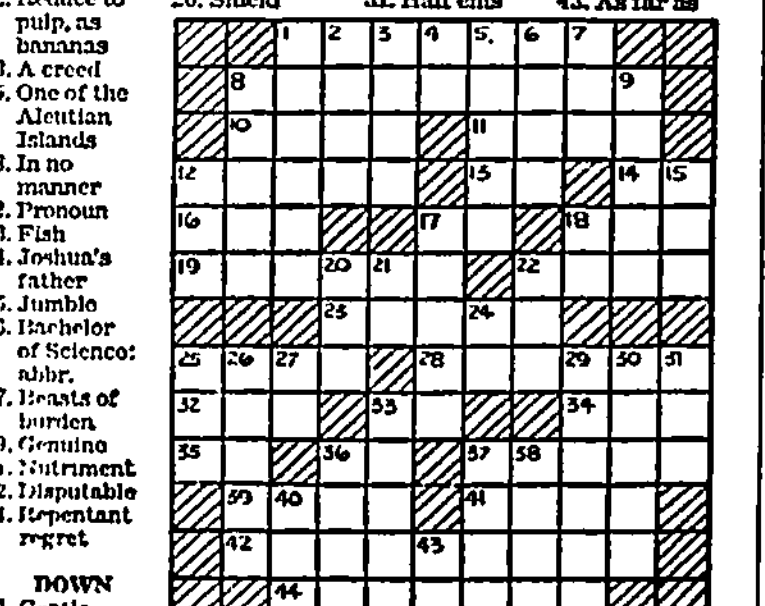 pulp, as
bananas
A creed
One of the
Aleutian
Islands
In no
manner
Pronoun
Fish
Joshua's
father
Jumble
Bachelor
of Science:
abbr.
Beasts of
burden
Genuine
Nutriment
Disputable
Repentant
regret
DOWN
20. Shield
43. As far as
1 2 3 4 5. 6 7
8 9
10 11
12 13 14 15
16 17 18
19 20 21 22
23 24
25 26 27 28 29 30 31
32 33 34
35 36 37 38
39 40 41
42 43
44